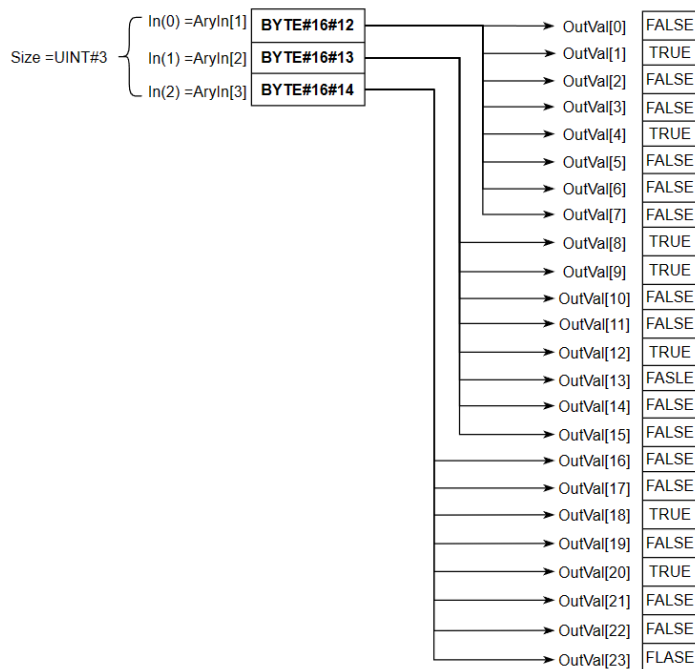 In(0) =AryIn[1] BYTE#16#12
Size =UINT#3 In(1) =AryIn[2] BYTE#16#13
In(2) =AryIn[3] BYTE#16#14
OutVal[0] FALSE
OutVal[1] TRUE
OutVal[2] FALSE
OutVal[3] FALSE
OutVal[4] TRUE
OutVal[5] FALSE
OutVal[6] FALSE
OutVal[7] FALSE
OutVal[8] TRUE
OutVal[9] TRUE
OutVal[10] FALSE
OutVal[11] FALSE
OutVal[12] TRUE
OutVal[13] FASLE
OutVal[14] FALSE
OutVal[15] FALSE
OutVal[16] FALSE
OutVal[17] FALSE
OutVal[18] TRUE
OutVal[19] FALSE
OutVal[20] TRUE
OutVal[21] FALSE
OutVal[22] FALSE
OutVal[23] FLASE